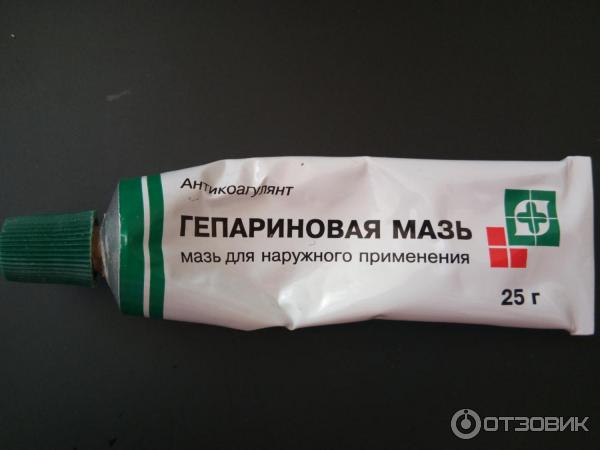 Антикоагулянт
ГЕПАРИНОВАЯ МАЗЬ
мазь для наружного применения
25 г
ОТЗОВИК